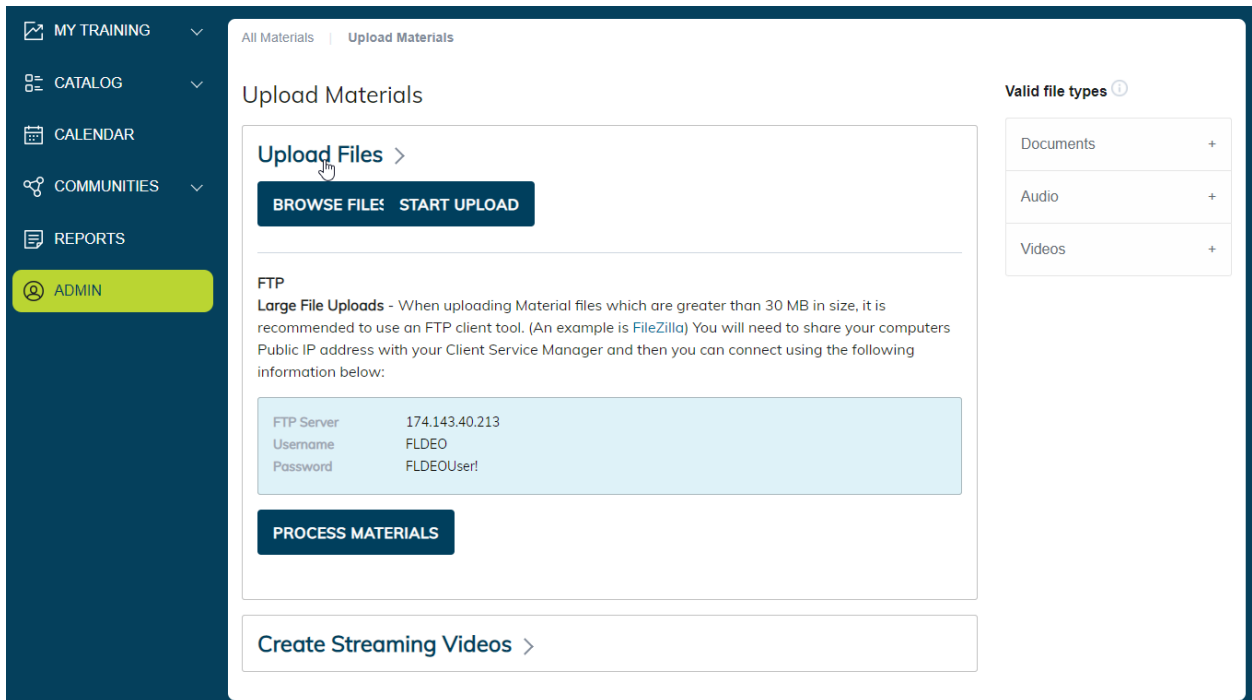 MY TRAINING
CATALOG
CALENDAR
COMMUNITIES
REPORTS
ADMIN
All Materials | Upload Materials
Upload Materials
Upload Files >
BROWSE FILES START UPLOAD
FTP
Large File Uploads - When uploading Material files which are greater than 30 MB in size, it is
recommended to use an FTP client tool. (An example is FileZilla) You will need to share your computers
Public IP address with your Client Service Manager and then you can connect using the following
information below:
FTP Server 174.143.40.213
Username FLDEO
Password FLDEOUser!
PROCESS MATERIALS
Create Streaming Videos >
Valid file types
Documents +
Audio +
Videos +